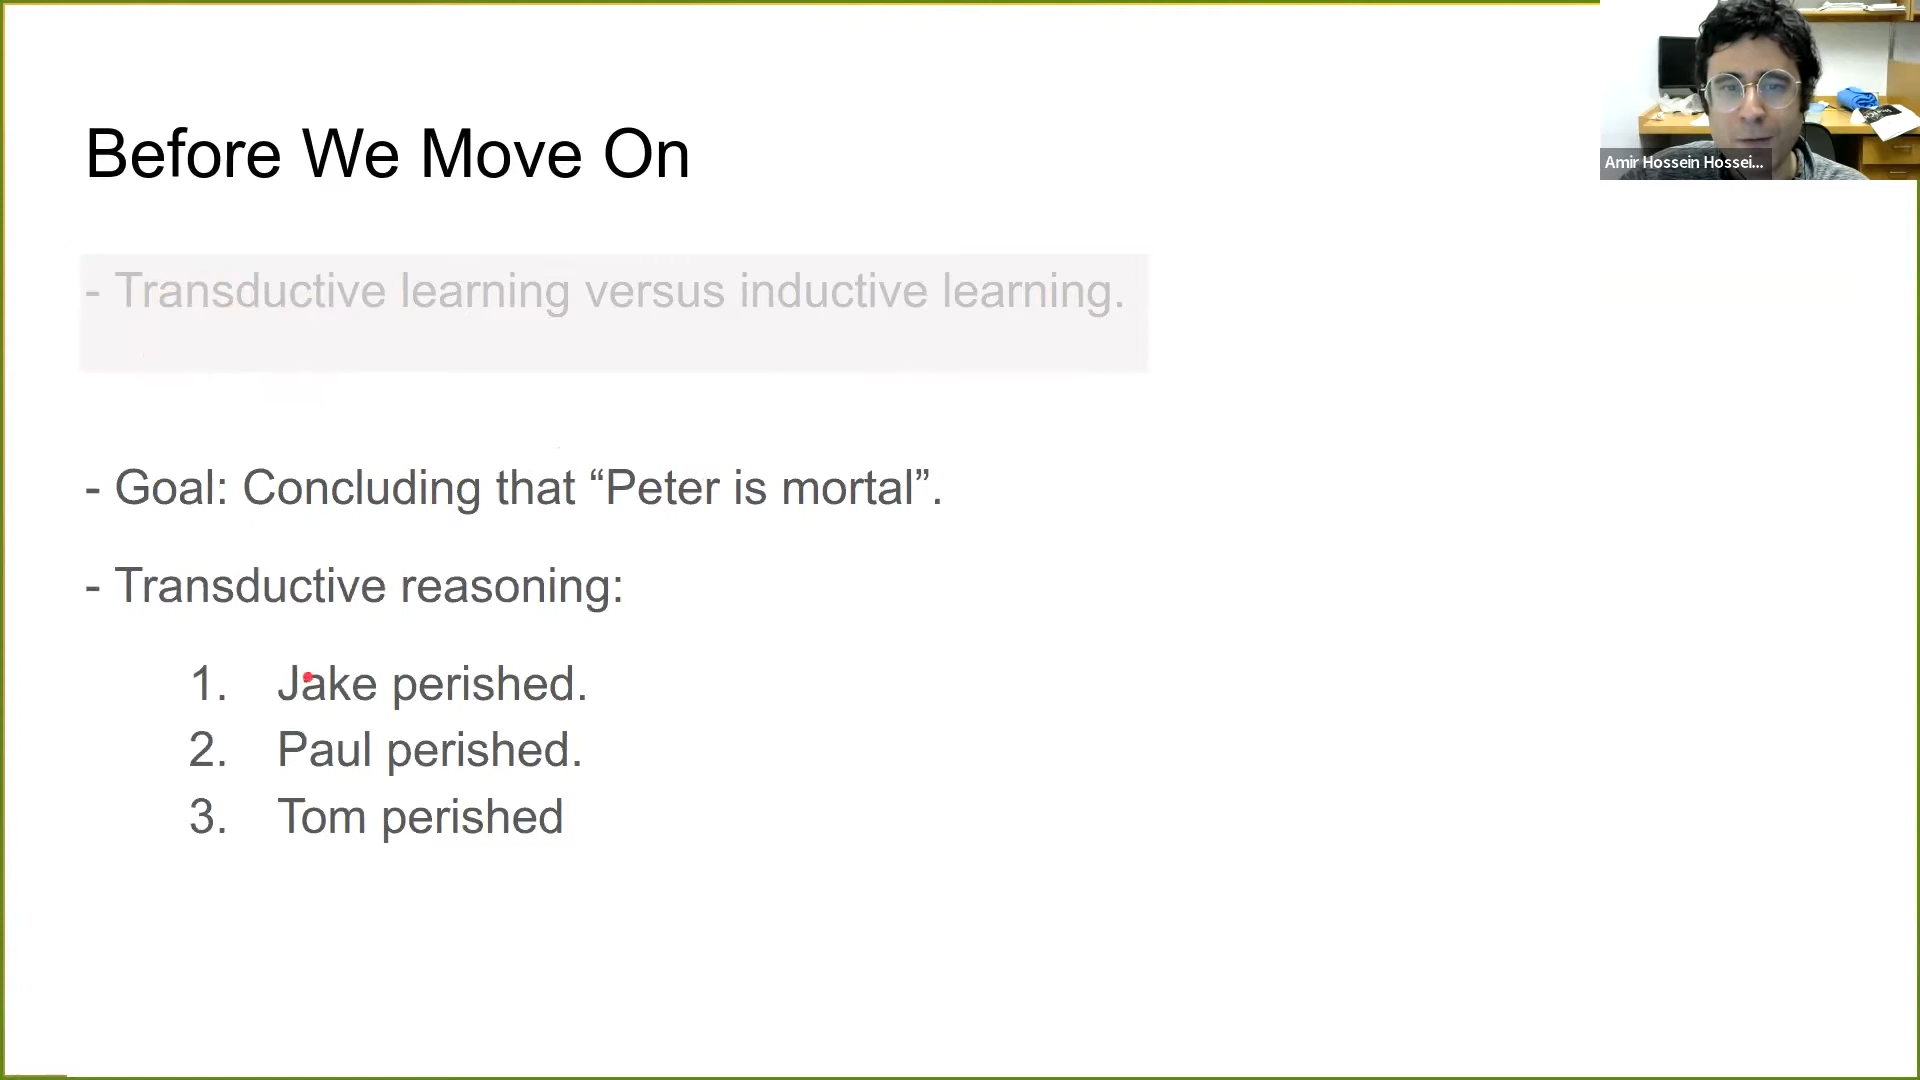 Amir Hossein Hossei...
Before We Move On
- Transductive learning versus inductive learning.
- Goal: Concluding that “Peter is mortal”.
- Transductive reasoning:
1. Jake perished.
2. Paul perished.
3. Tom perished